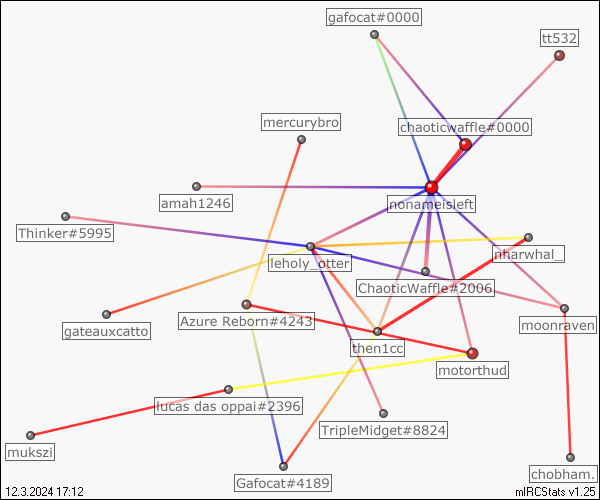 gafocat#0000
tt532
mercurybro
chaoticwaffle#0000
amah1246
nonameisleft
Thinker#5995
nharwhal_
leholy_otter
ChaoticWaffle#2006
Azure Reborn#4243
moonraven
gateauxcatto
then1cc
motorthud
lucas das oppai#2396
TripleMidget#8824
mukszi
chobham.
Gafocat#4189
12.3.2024 17:12
mIRCStats v1.25